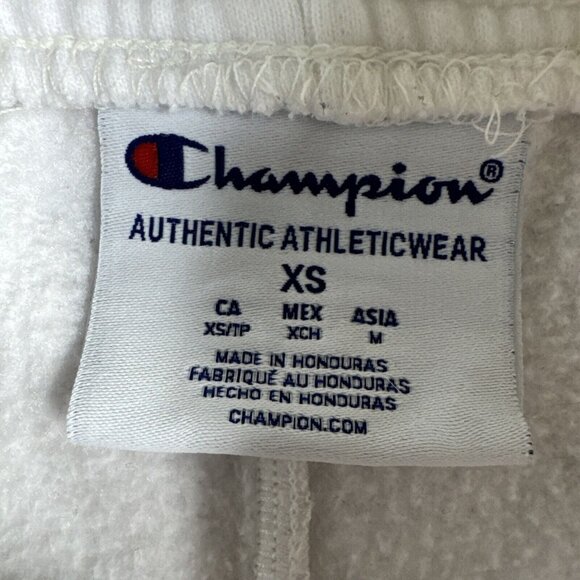 Champion®
AUTHENTIC ATHLETICWEAR
XS
CA MEX ASIA
XS/TP XCH M
MADE IN HONDURAS
FABRIQUÉ AU HONDURAS
HECHO EN HONDURAS
CHAMPION.COM